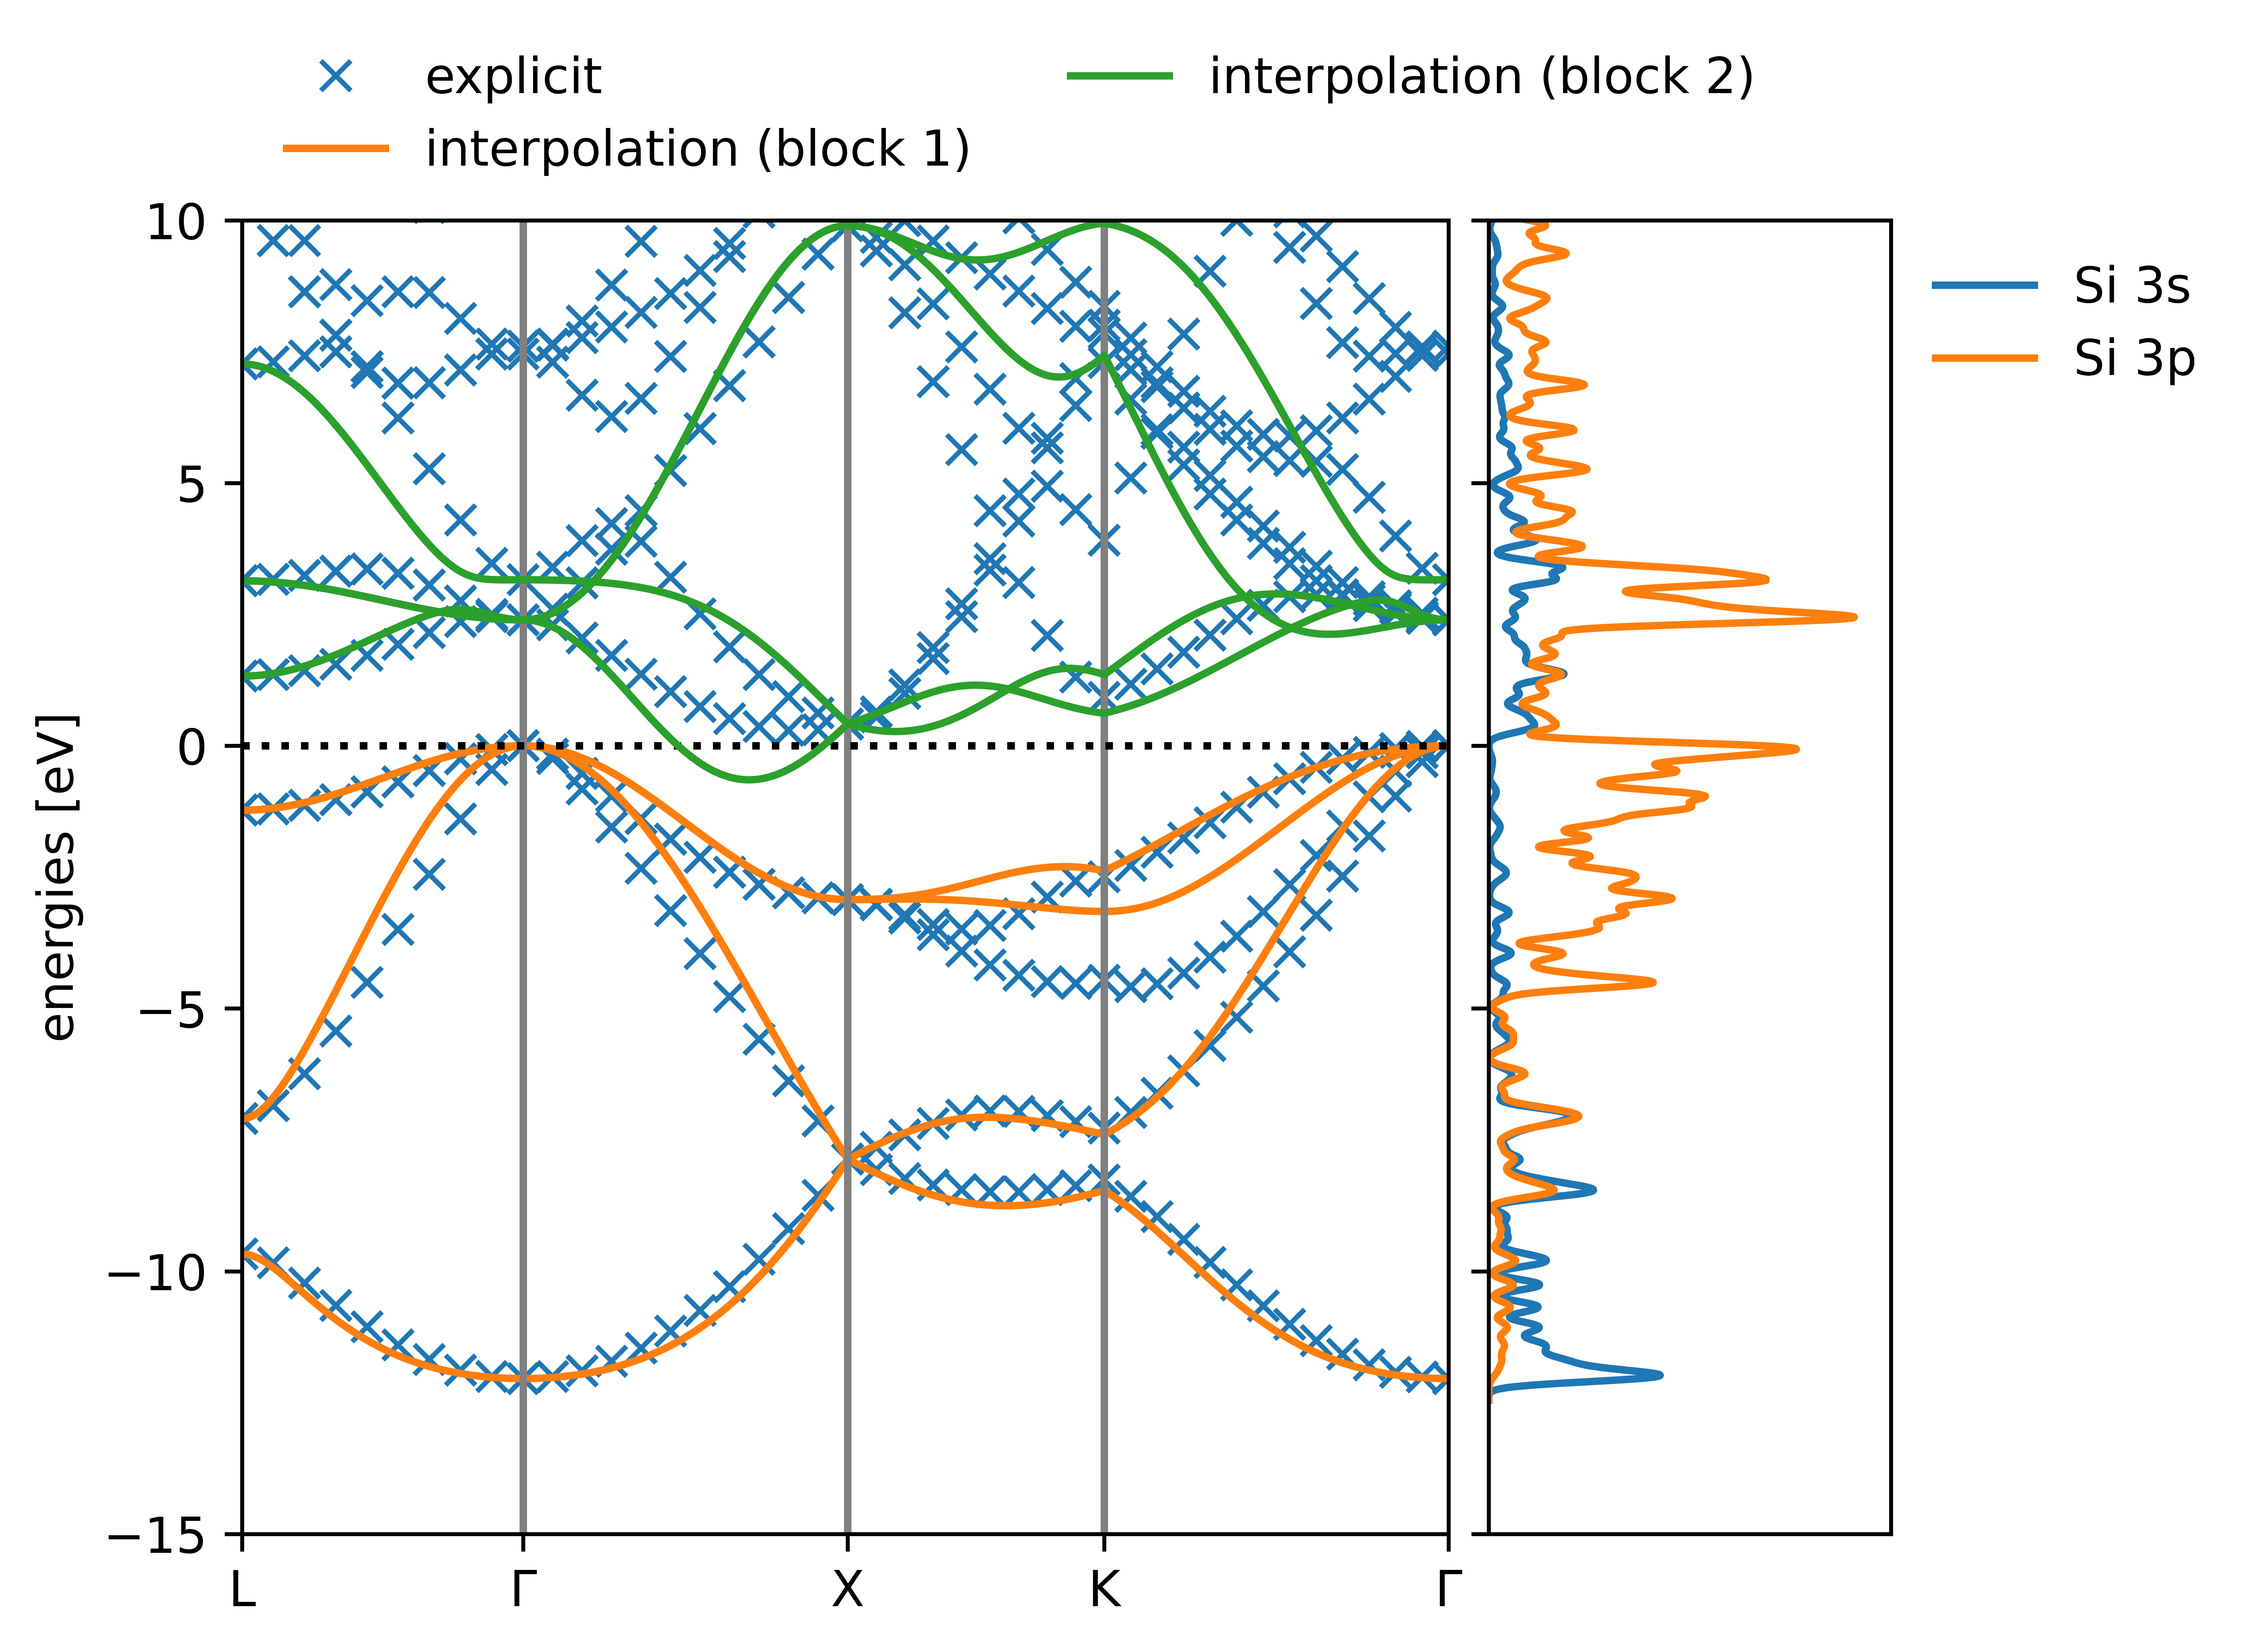 explicit
interpolation (block 1)
interpolation (block 2)
energies [eV]
10
5
0
−5
−10
−15
L
Γ
X
K
Γ
Si 3s
Si 3p